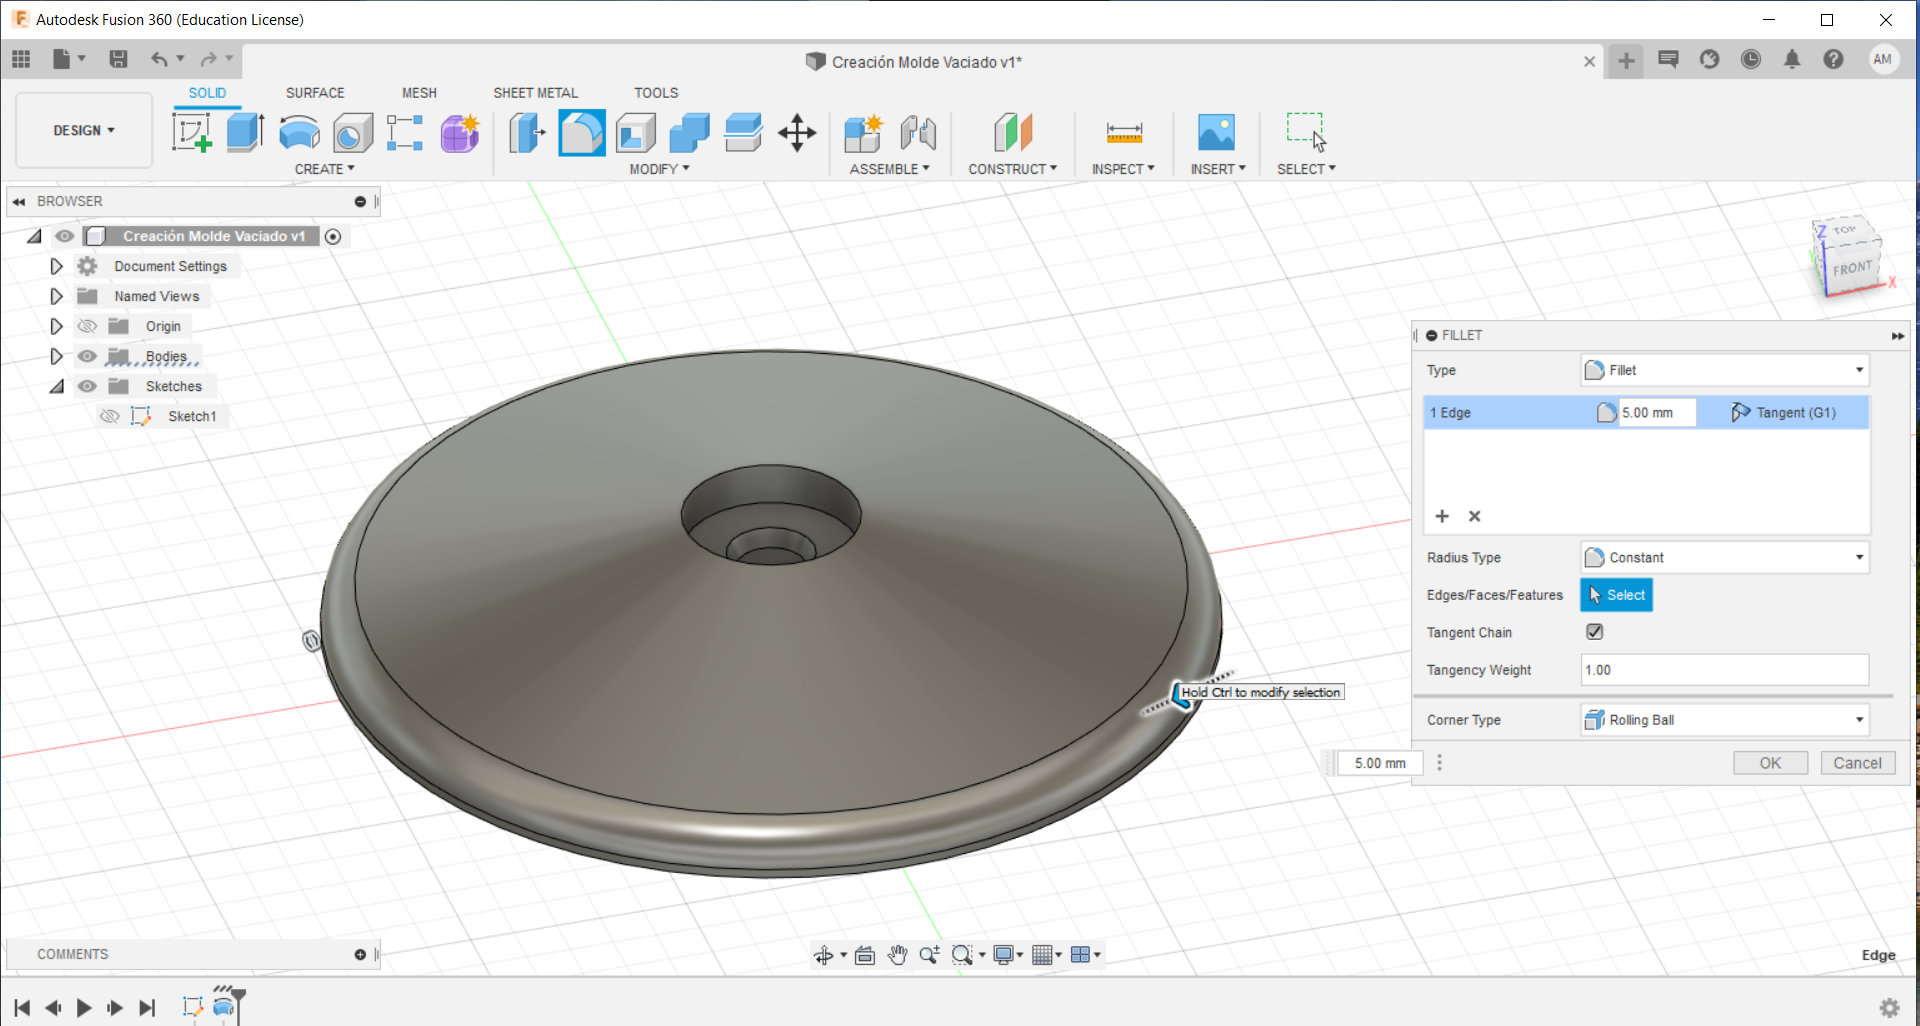 Autodesk Fusion 360 (Education License)
Creación Molde Vaciado v1*
AM
SOLID SURFACE MESH SHEET METAL TOOLS
DESIGN
CREATE MODIFY ASSEMBLE CONSTRUCT INSPECT INSERT SELECT
BROWSER
Creación Molde Vaciado v1
Document Settings
Named Views
Origin
Bodies
Sketches
Sketch1
TOP
FRONT
Z
X
Y
FILLET
Type Fillet
1 Edge 5.00 mm Tangent (G1)
Radius Type Constant
Edges/Faces/Features Select
Tangent Chain
Tangency Weight 1.00
Corner Type Rolling Ball
OK Cancel
Hold Ctrl to modify selection
5.00 mm
COMMENTS
Edge